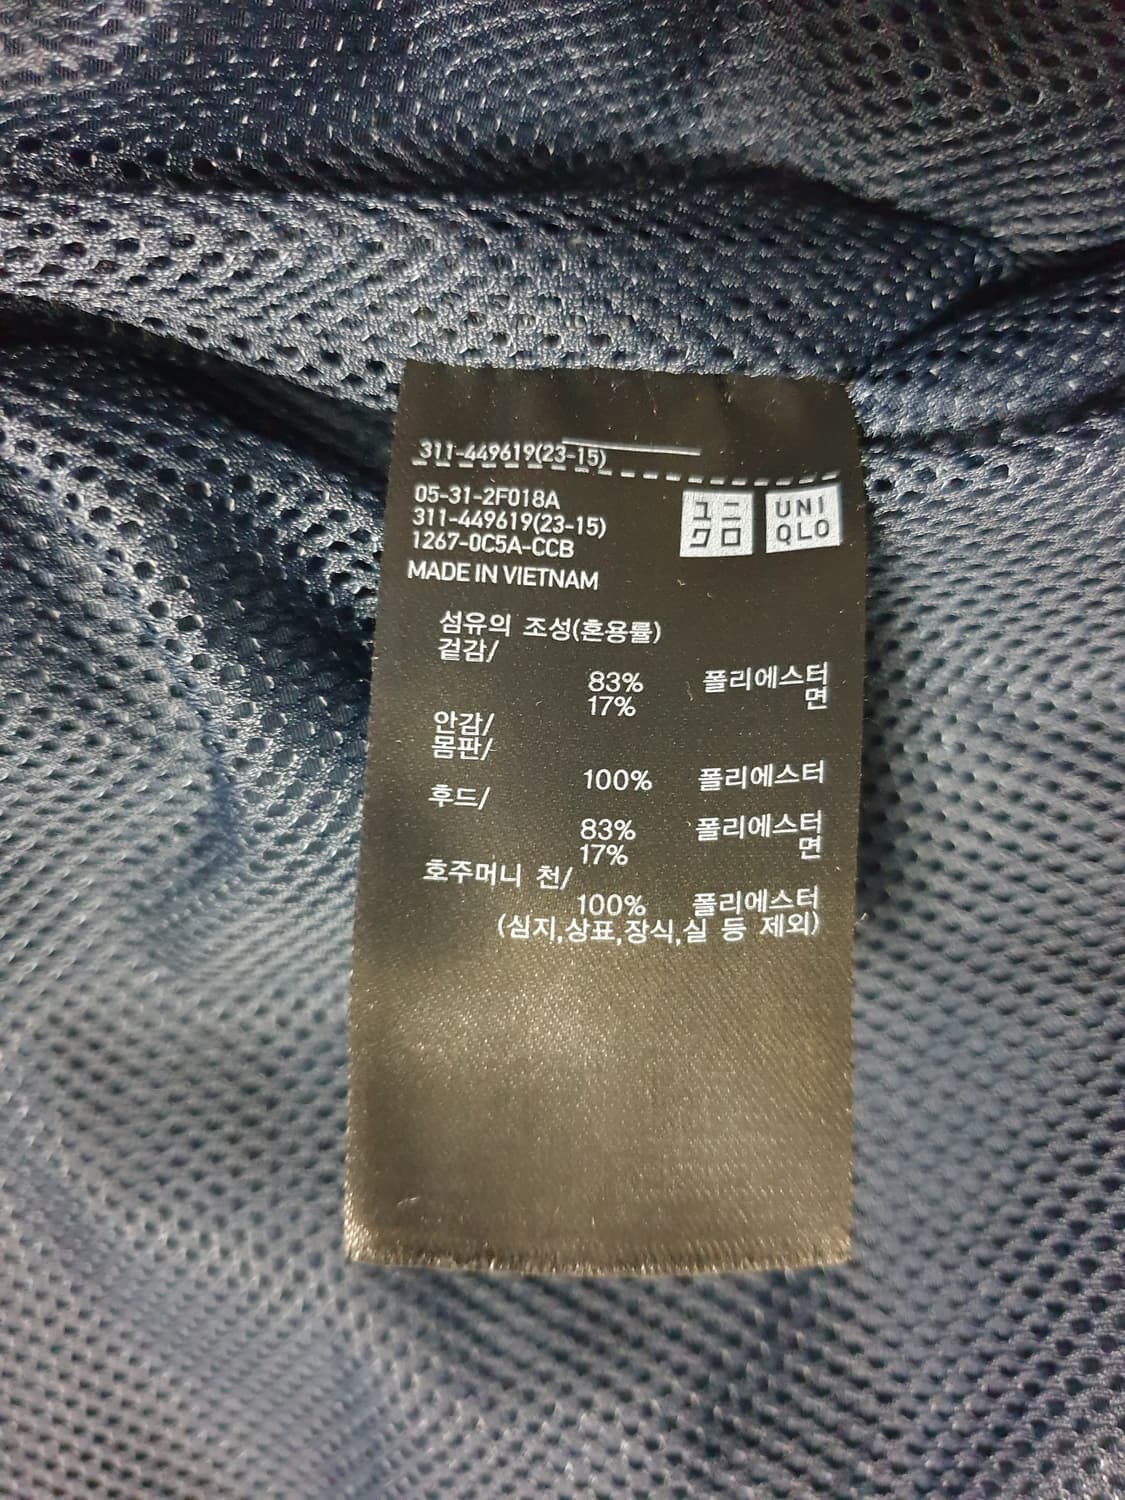 311-449619(23-15)
05-31-2F018A
311-449619(23-15)
1267-0C5A-CCB
MADE IN VIETNAM
ユニ
クロ
UNI
QLO
섬유의 조성(혼용률)
겉감/
83% 폴리에스터
17% 면
안감/
몸판/
100% 폴리에스터
후드/
83% 폴리에스터
17% 면
호주머니 천/
100% 폴리에스터
(심지,상표,장식,실 등 제외)